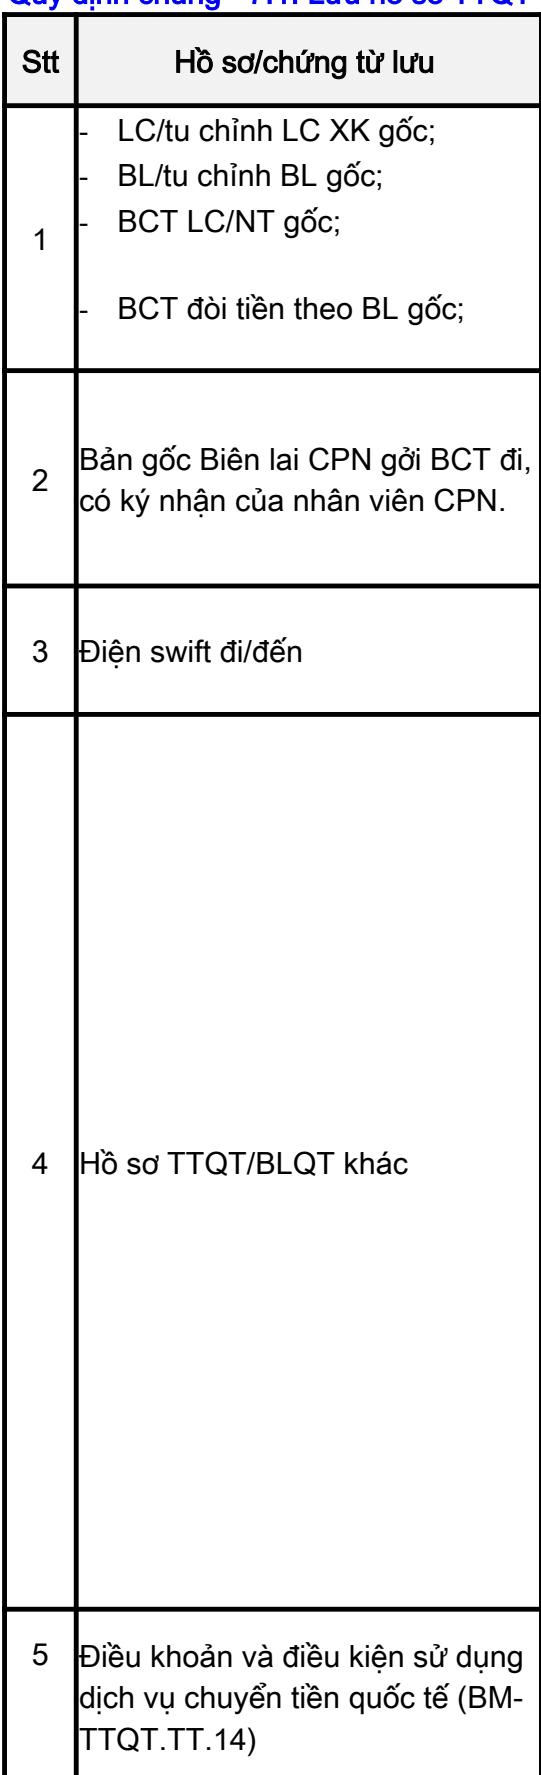 Stt Hồ sơ/chứng từ lưu
- LC/tu chỉnh LC XK gốc;
- BL/tu chỉnh BL gốc;
- BCT LC/NT gốc;
1
- BCT đòi tiền theo BL gốc;
2
Bản gốc Biên lai CPN gởi BCT đi,
có ký nhận của nhân viên CPN.
3 Điện swift đi/đến
4 Hồ sơ TTQT/BLQT khác
5 Điều khoản và điều kiện sử dụng
dịch vụ chuyển tiền quốc tế (BM-
TTQT.TT.14)